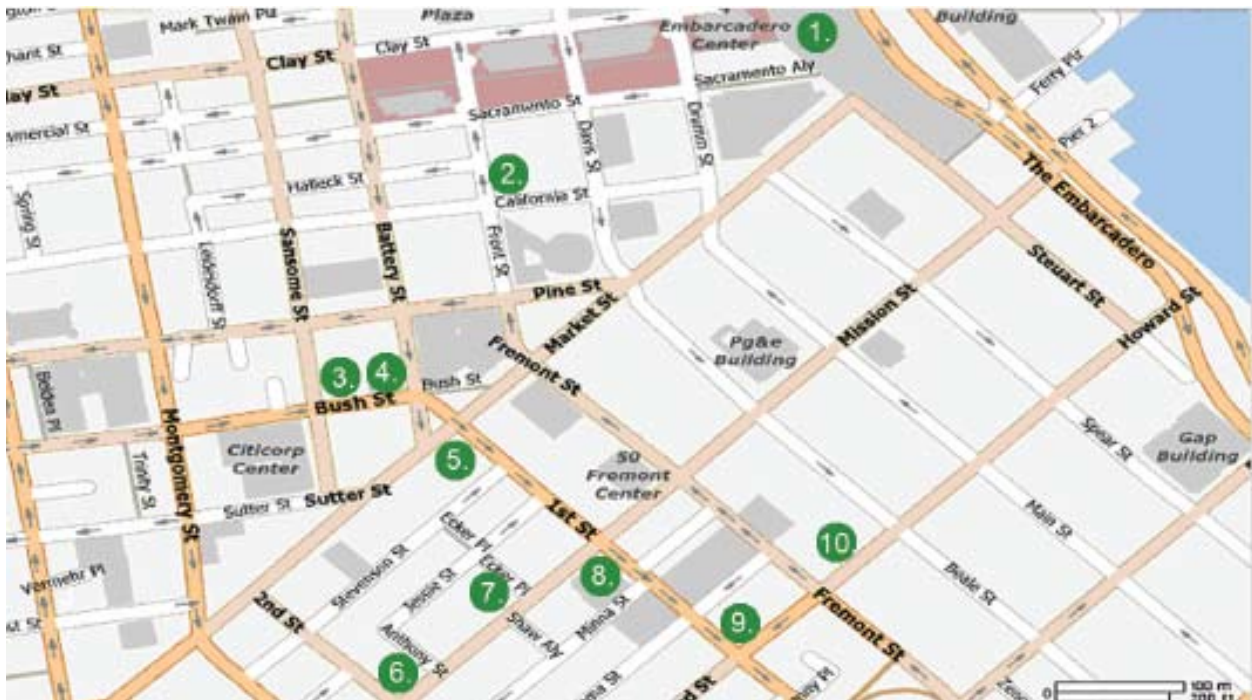 Mark Twain Plz
Plaza
Embarcadero
Center
1.
Building
Clay St
Clay St
Sacramento Aly
Ferry Plz
Sacramento St
Pier 2
Davis St
Drumm St
2.
Halleck St
California St
The Embarcadero
Spring St
Leidesdorff St
Sansome St
Battery St
Front St
Steuart St
Pine St
Market St
Mission St
Howard St
Fremont St
Pg&e
Building
3.
4.
Bush St
Bush St
Belden Pl
Montgomery St
Citicorp
Center
5.
50
Fremont
Center
Spear St
Gap
Building
Trinity St
Sutter St
Sutter St
1st St
Main St
Ecker Pl
10.
Vermehr Pl
Stevenson St
Jessie St
Ecker Pl
7.
8.
Beale St
2nd St
Anthony St
Shaw Aly
Minna St
9.
Fremont St
6.
0
100 m